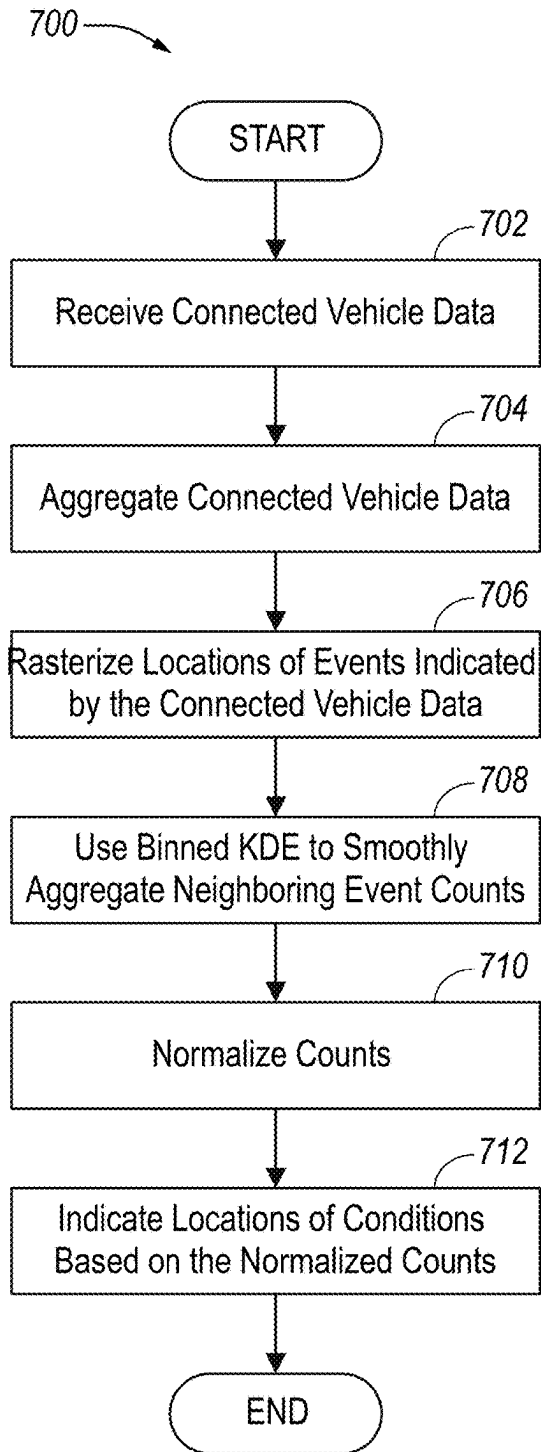 700
START
702
Receive Connected Vehicle Data
704
Aggregate Connected Vehicle Data
706
Rasterize Locations of Events Indicated
by the Connected Vehicle Data
708
Use Binned KDE to Smoothly
Aggregate Neighboring Event Counts
710
Normalize Counts
712
Indicate Locations of Conditions
Based on the Normalized Counts
END